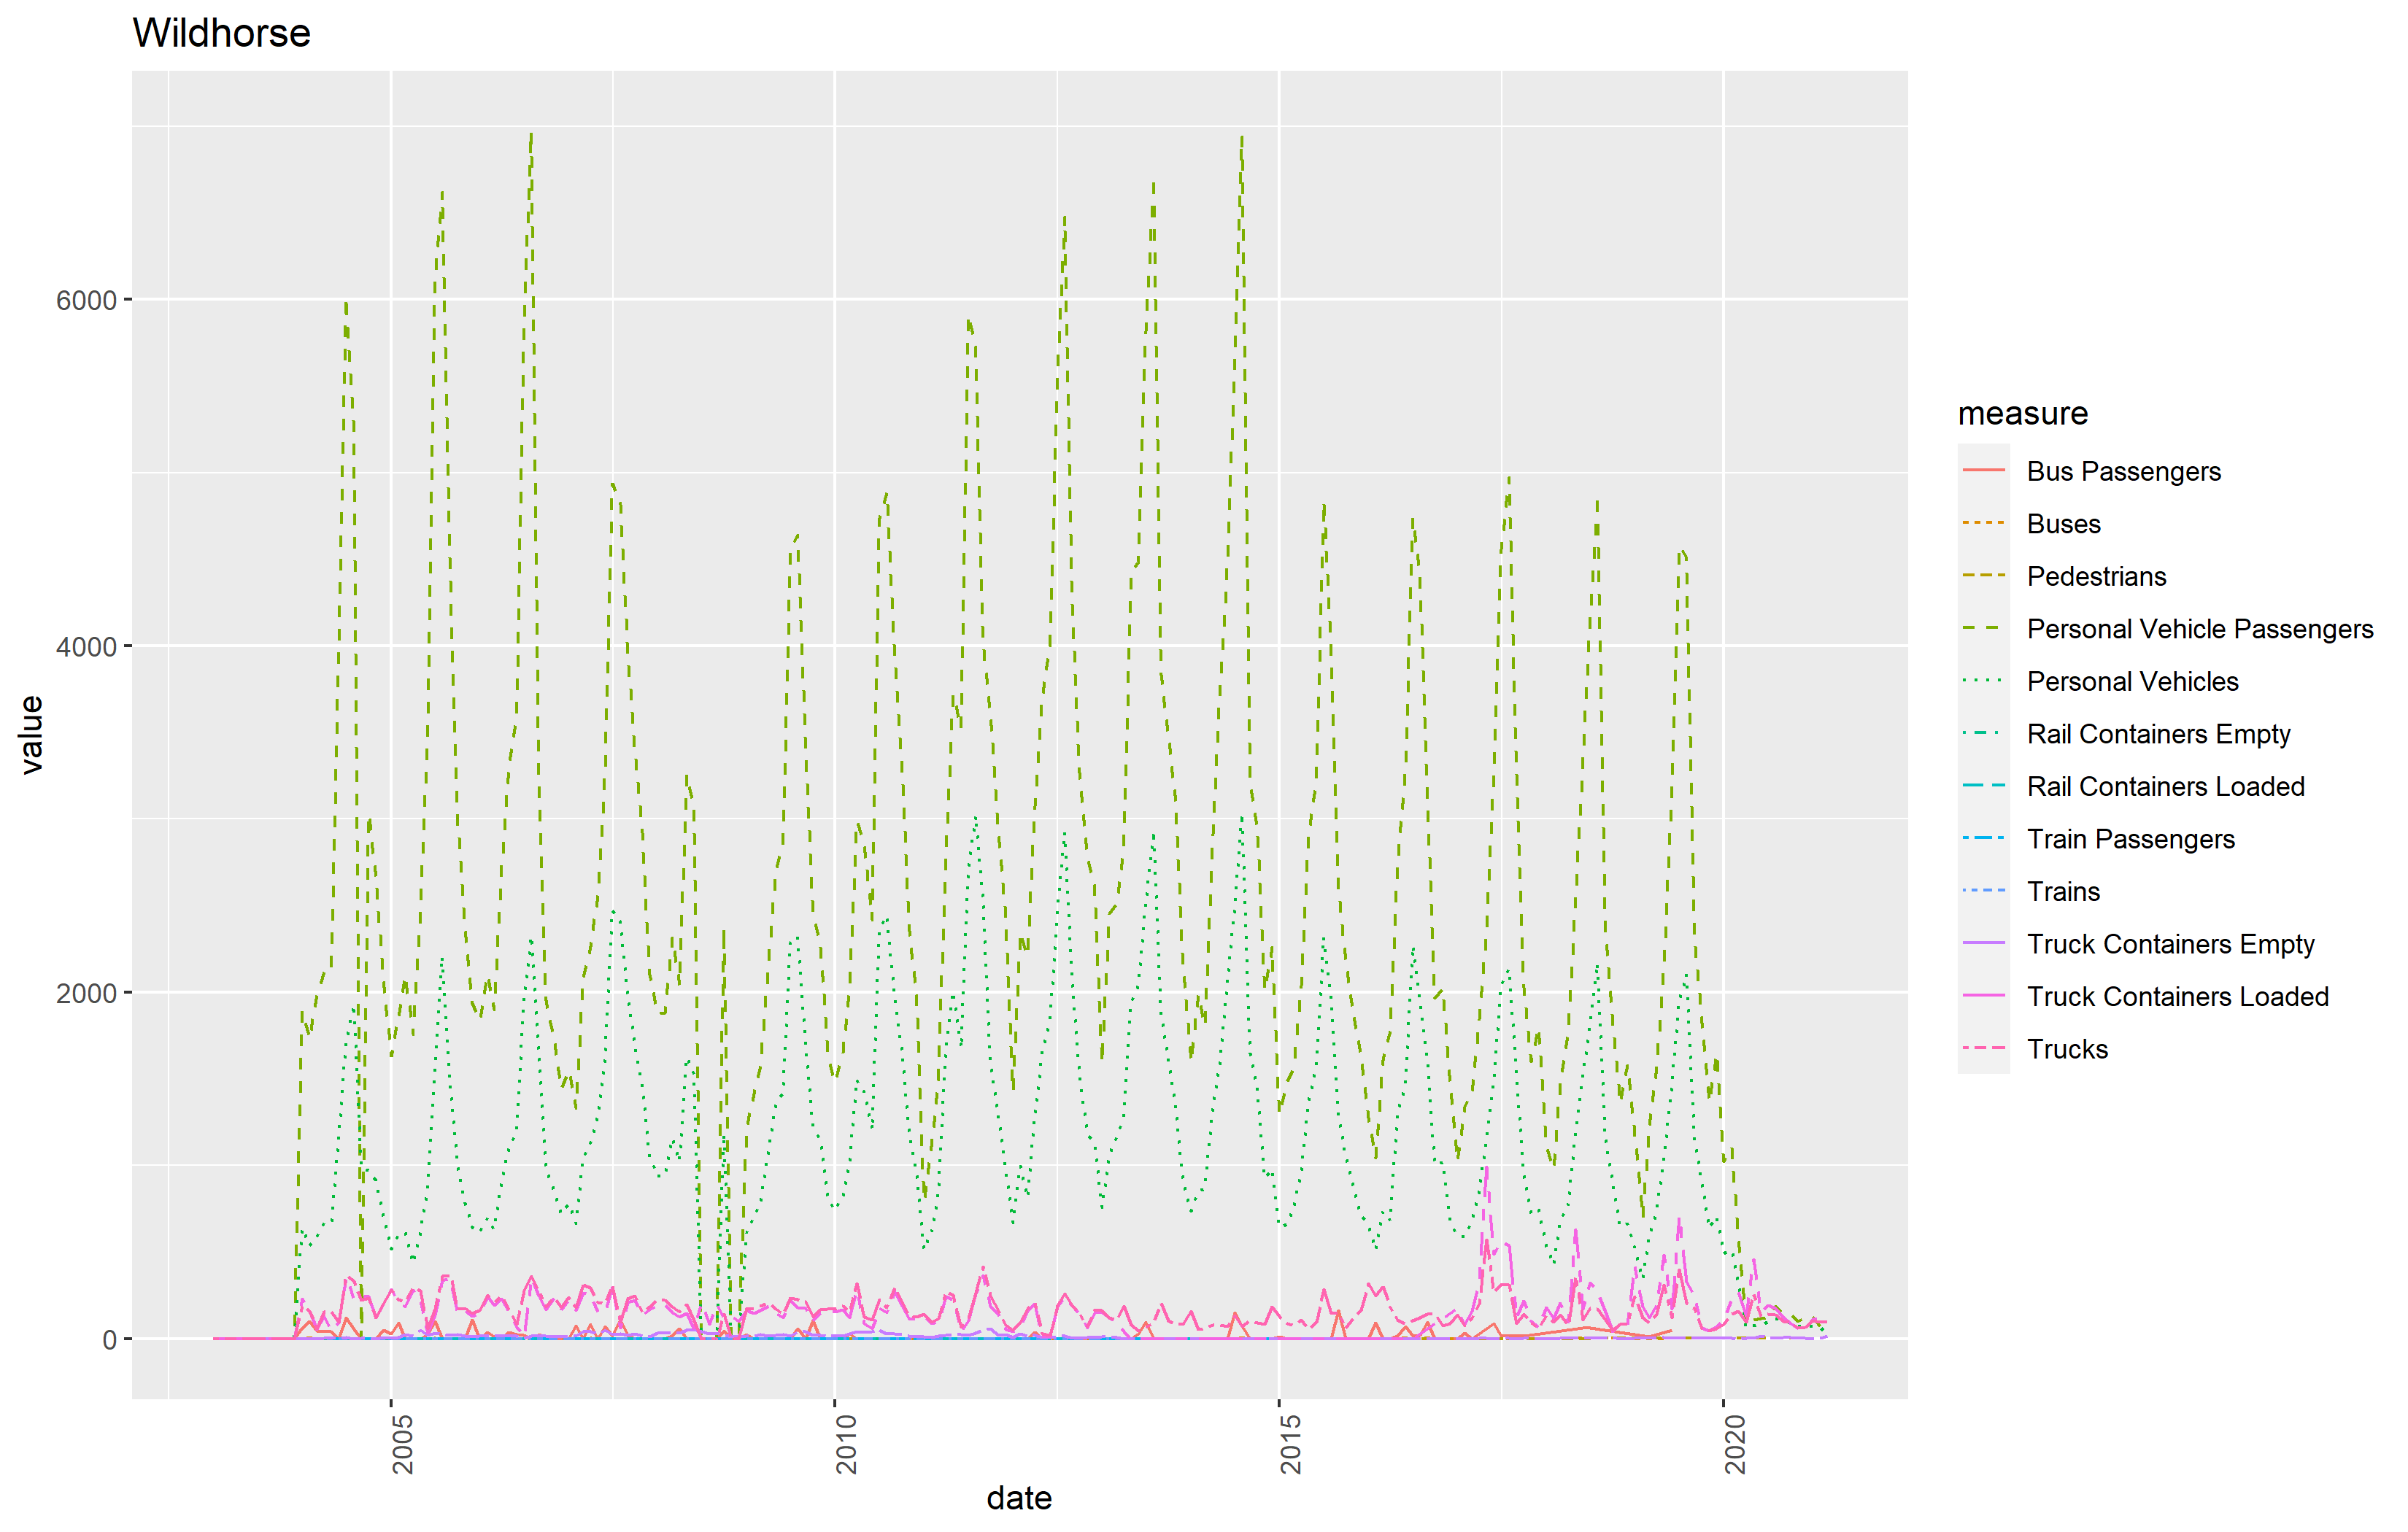 Wildhorse
value
6000
4000
2000
0
2005
2010
2015
2020
date
measure
Bus Passengers
Buses
Pedestrians
Personal Vehicle Passengers
Personal Vehicles
Rail Containers Empty
Rail Containers Loaded
Train Passengers
Trains
Truck Containers Empty
Truck Containers Loaded
Trucks